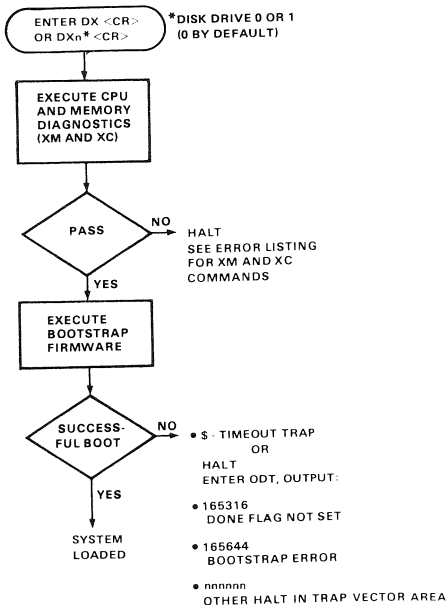 ENTER DX <CR>
OR DXn* <CR>
*DISK DRIVE 0 OR 1
(0 BY DEFAULT)
EXECUTE CPU
AND MEMORY
DIAGNOSTICS
(XM AND XC)
PASS
NO
HALT
SEE ERROR LISTING
FOR XM AND XC
COMMANDS
YES
EXECUTE
BOOTSTRAP
FIRMWARE
SUCCESS-
FUL BOOT
NO
• $ - TIMEOUT TRAP
OR
HALT
ENTER ODT, OUTPUT:
• 165316
DONE FLAG NOT SET
• 165644
BOOTSTRAP ERROR
• nnnnnn
OTHER HALT IN TRAP VECTOR AREA
YES
SYSTEM
LOADED